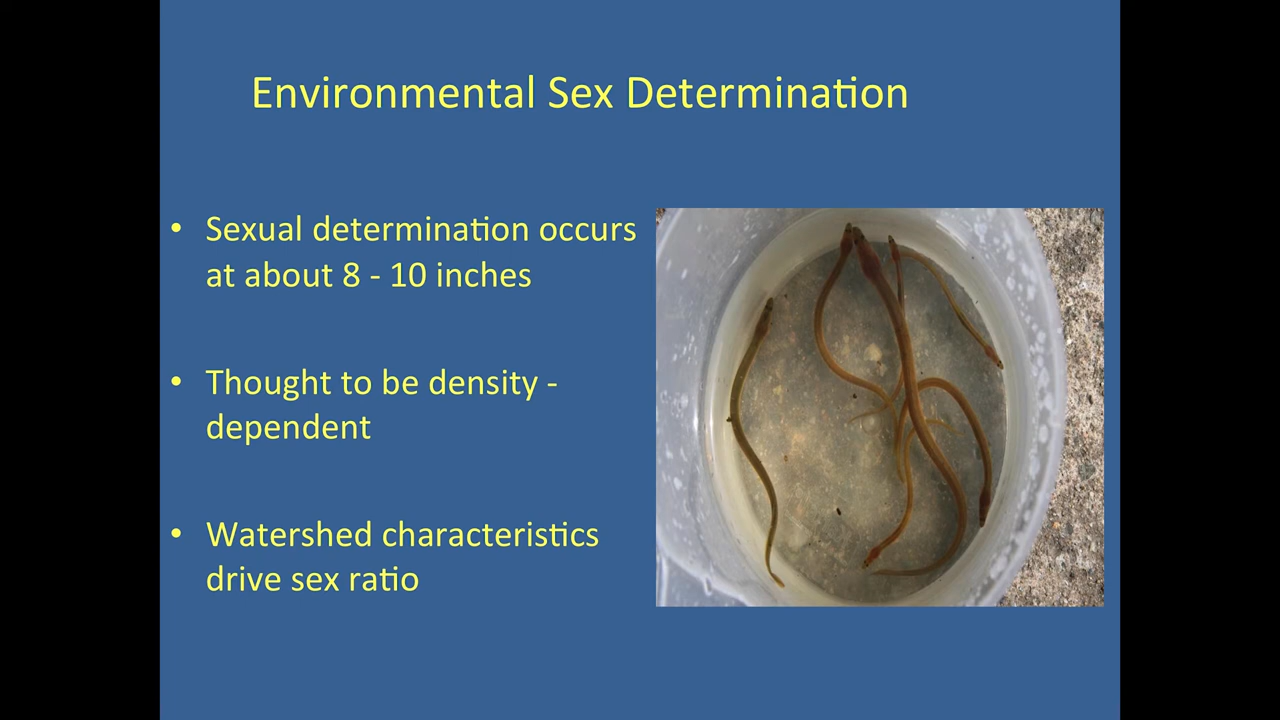 Environmental Sex Determination
• Sexual determination occurs
at about 8 - 10 inches
• Thought to be density -
dependent
• Watershed characteristics
drive sex ratio